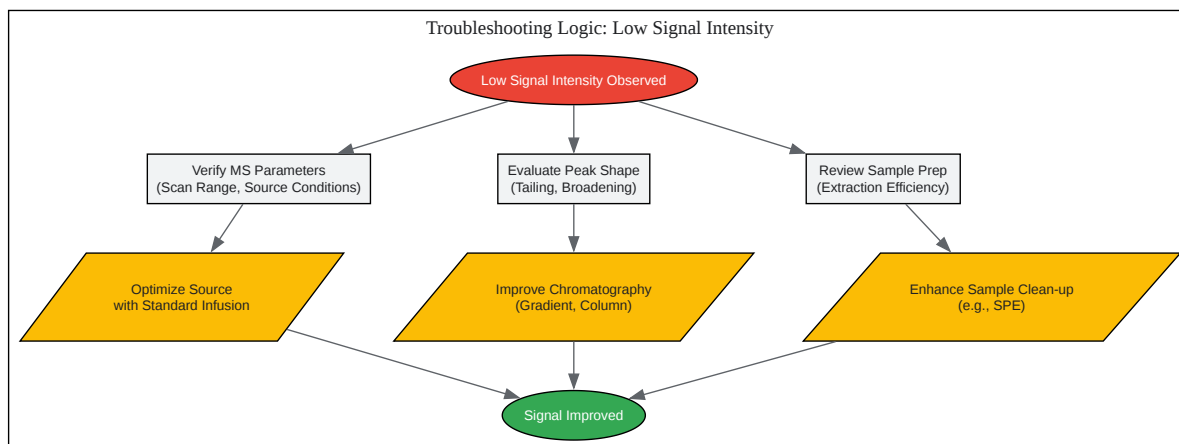 Troubleshooting Logic: Low Signal Intensity
Low Signal Intensity Observed
Verify MS Parameters
(Scan Range, Source Conditions)
Evaluate Peak Shape
(Tailing, Broadening)
Review Sample Prep
(Extraction Efficiency)
Optimize Source
with Standard Infusion
Improve Chromatography
(Gradient, Column)
Enhance Sample Clean-up
(e.g., SPE)
Signal Improved